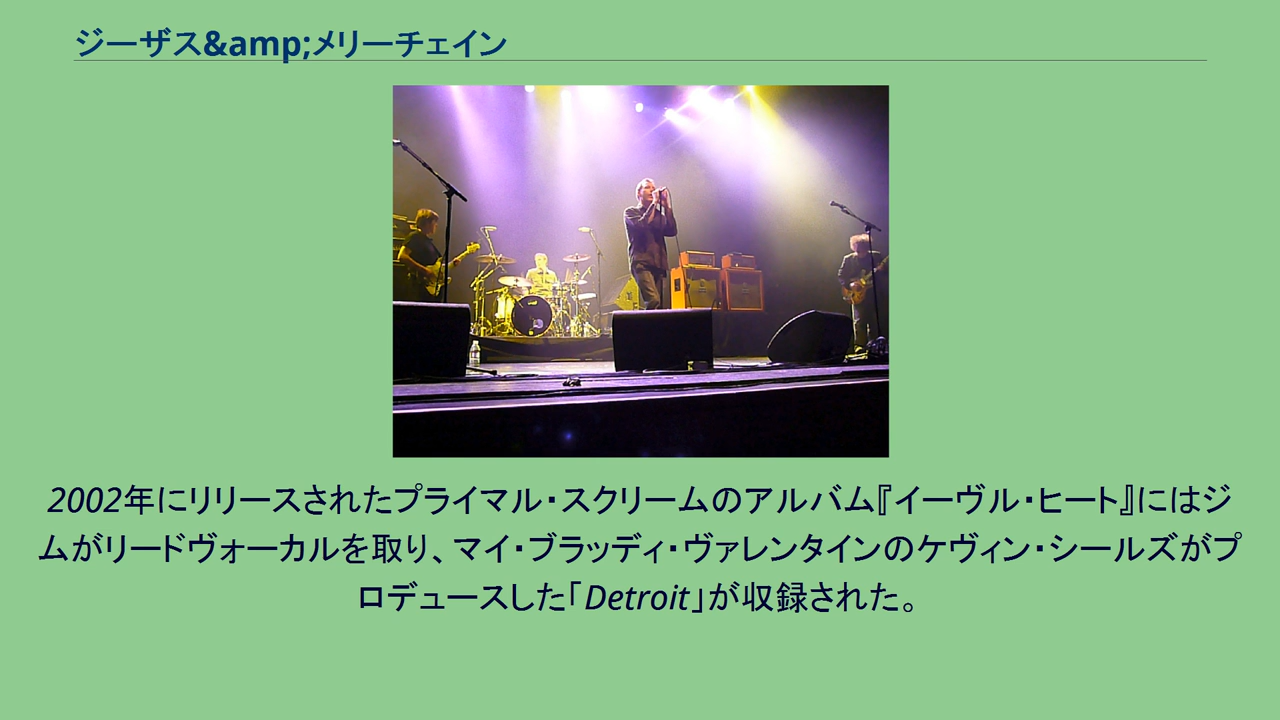 ジーザス&amp;メリーチェイン
2002年にリリースされたプライマル・スクリームのアルバム『イーヴル・ヒート』にはジ
ムがリードヴォーカルを取り、マイ・ブラッディ・ヴァレンタインのケヴィン・シールズがプ
ロデュースした「Detroit」が収録された。